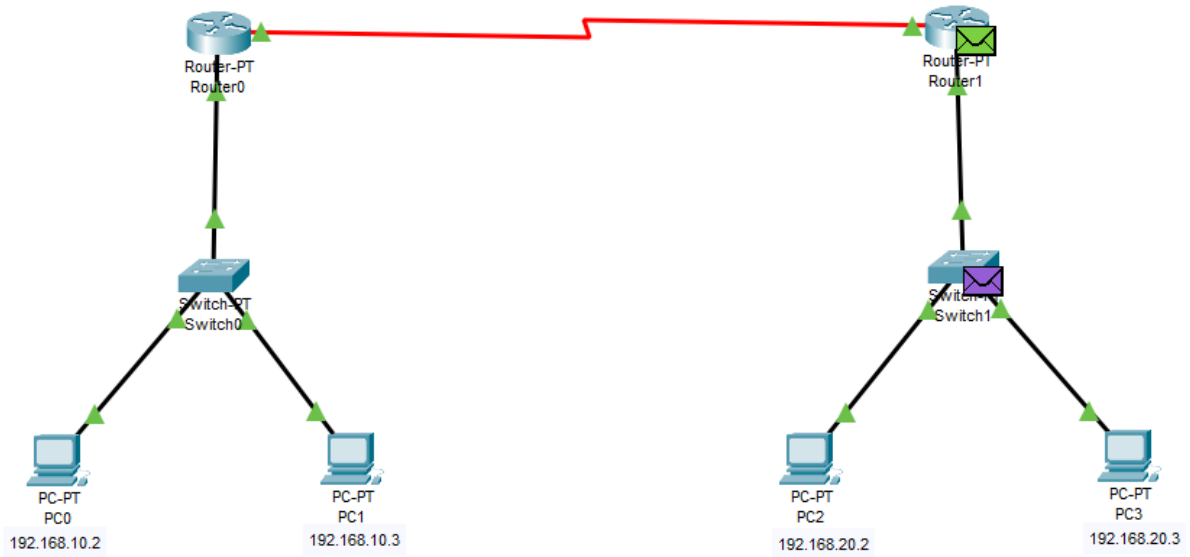 Router-PT
Router0
Router-PT
Router1
Switch-PT
Switch0
Switch1
PC-PT
PC0
192.168.10.2
PC-PT
PC1
192.168.10.3
PC-PT
PC2
192.168.20.2
PC-PT
PC3
192.168.20.3